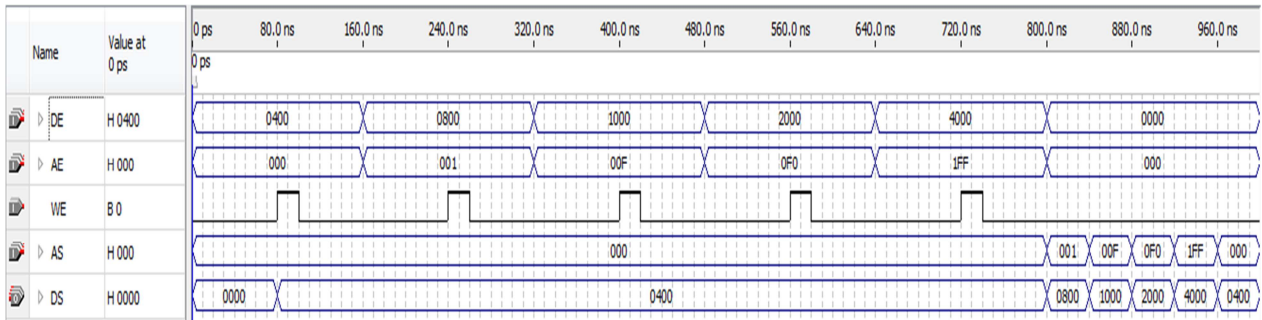 Name Value at 0 ps 0 ps 80.0 ns 160.0 ns 240.0 ns 320.0 ns 400.0 ns 480.0 ns 560.0 ns 640.0 ns 720.0 ns 800.0 ns 880.0 ns 960.0 ns
0 ps
DE H 0400 0400 0800 1000 2000 4000 0000
AE H 000 000 001 00F 0F0 1FF 000
WE B 0
AS H 000 000 001 00F 0F0 1FF 000
DS H 0000 0000 0400 0800 1000 2000 4000 0400